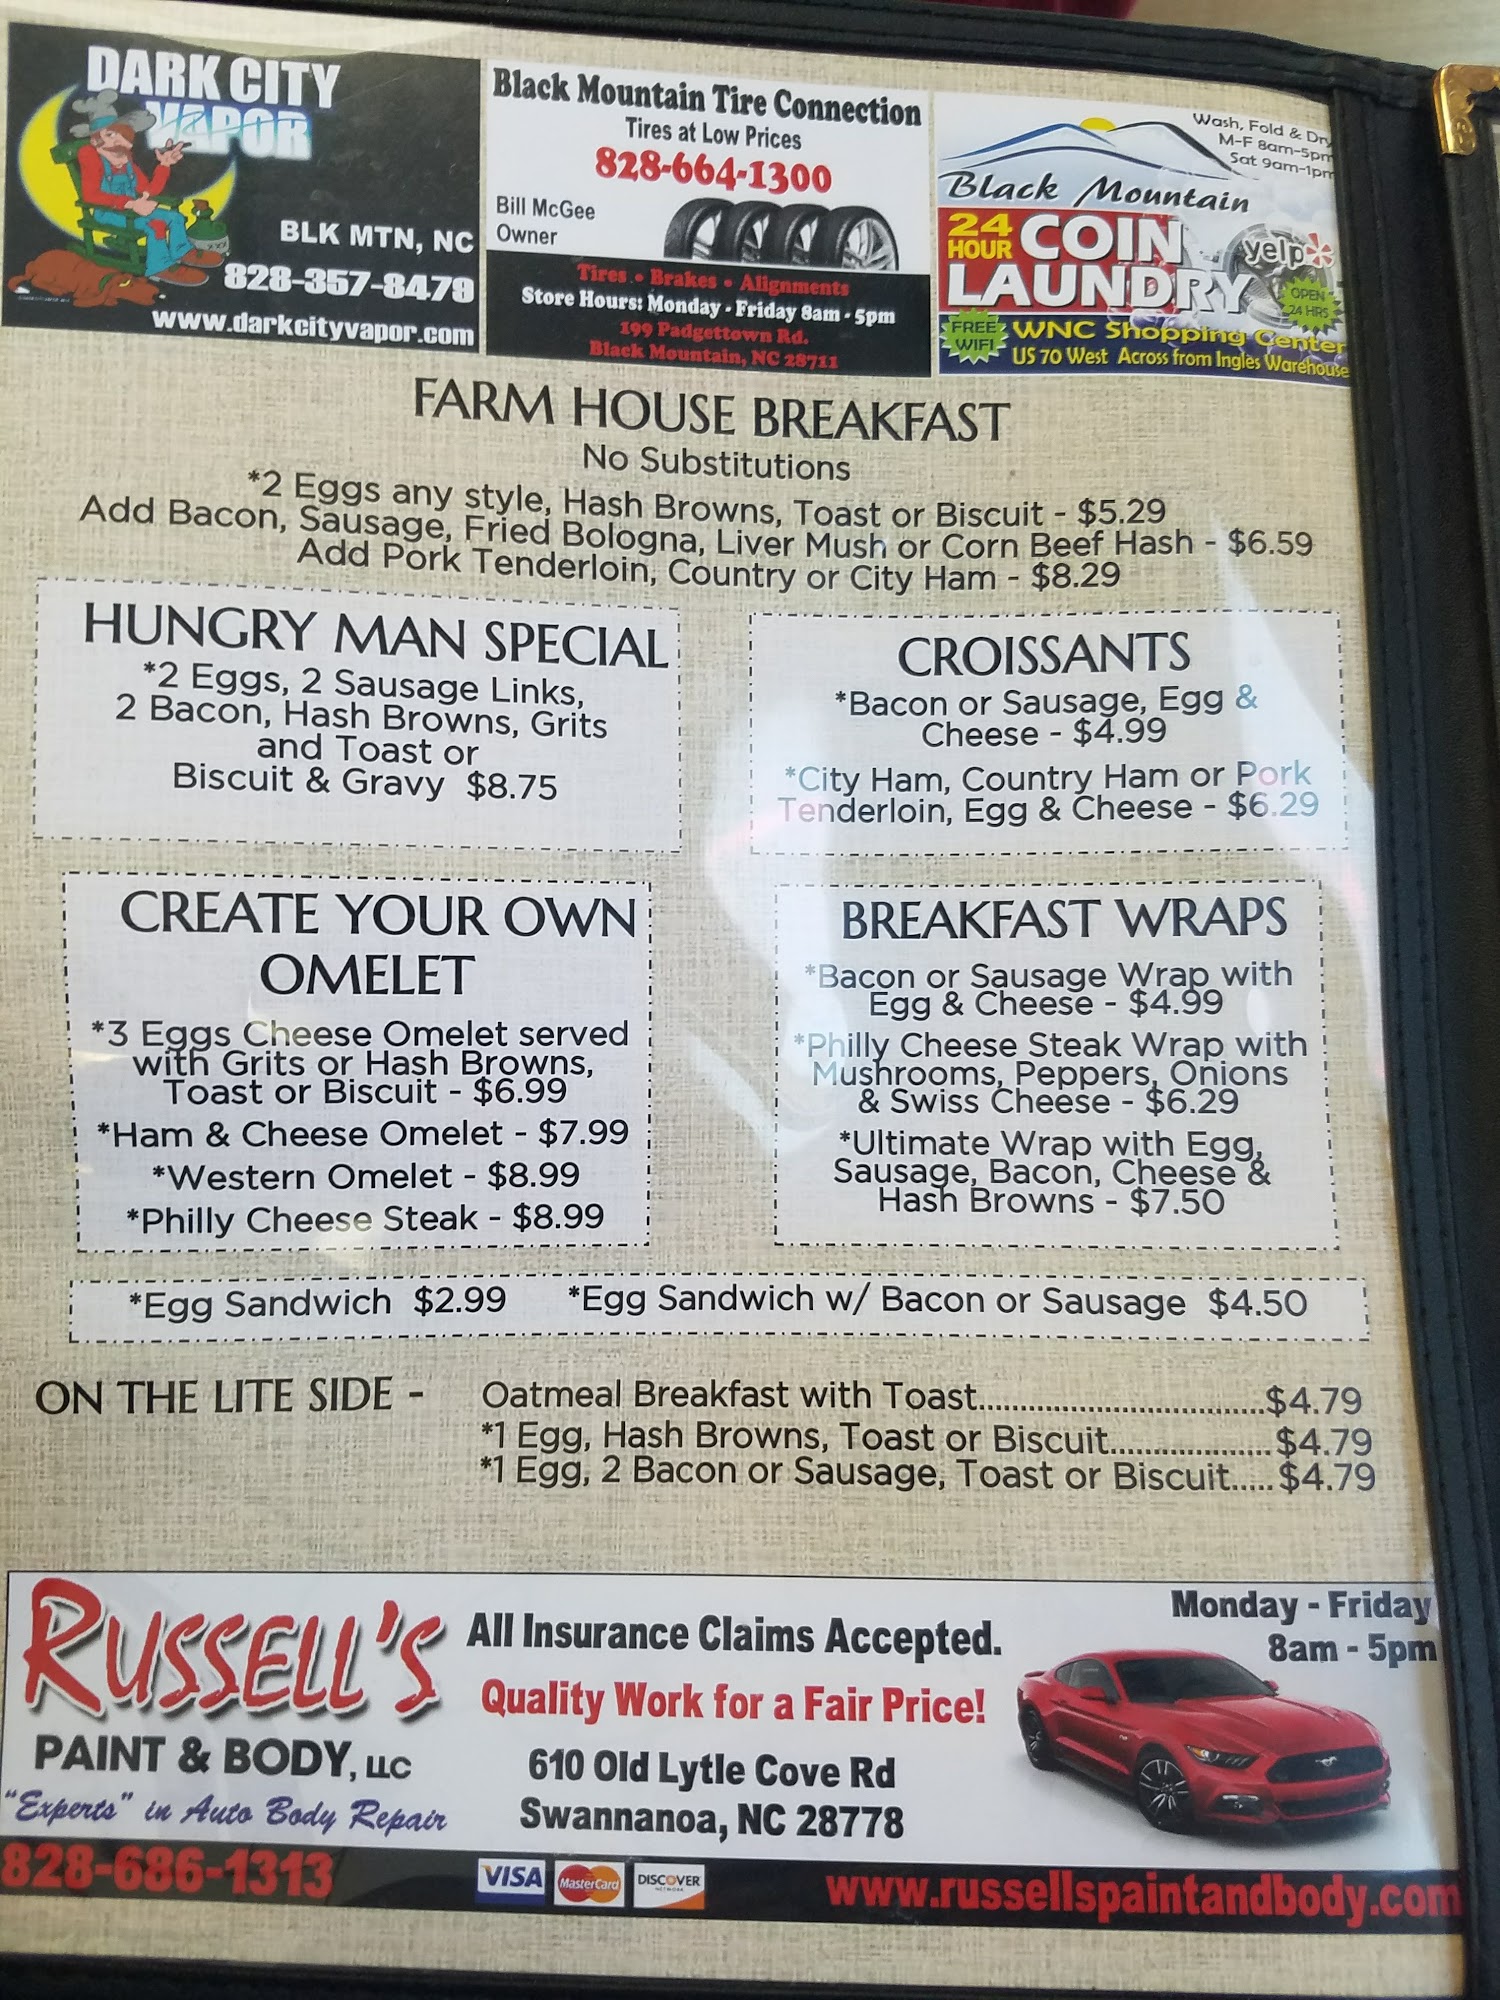 DARK CITY
VAPOR
BLK MTN, NC
828-357-8479
www.darkcityvapor.com
Black Mountain Tire Connection
Tires at Low Prices
828-664-1300
Bill McGee
Owner
Tires • Brakes • Alignments
Store Hours: Monday - Friday 8am - 5pm
199 Padgettown Rd.
Black Mountain, NC 28711
Wash, Fold & Dry
M-F 8am-5pm
Sat 9am-1pm
Black Mountain
24 HOUR COIN
LAUNDRY
yelp
OPEN
24 HRS
FREE
WIFI
WNC Shopping Center
US 70 West Across from Ingles Warehouse
FARM HOUSE BREAKFAST
No Substitutions
*2 Eggs any style, Hash Browns, Toast or Biscuit - $5.29
Add Bacon, Sausage, Fried Bologna, Liver Mush or Corn Beef Hash - $6.59
Add Pork Tenderloin, Country or City Ham - $8.29
HUNGRY MAN SPECIAL
*2 Eggs, 2 Sausage Links,
2 Bacon, Hash Browns, Grits
and Toast or
Biscuit & Gravy $8.75
CROISSANTS
*Bacon or Sausage, Egg &
Cheese - $4.99
*City Ham, Country Ham or Pork
Tenderloin, Egg & Cheese - $6.29
CREATE YOUR OWN
OMELET
*3 Eggs Cheese Omelet served
with Grits or Hash Browns,
Toast or Biscuit - $6.99
*Ham & Cheese Omelet - $7.99
*Western Omelet - $8.99
*Philly Cheese Steak - $8.99
BREAKFAST WRAPS
*Bacon or Sausage Wrap with
Egg & Cheese - $4.99
*Philly Cheese Steak Wrap with
Mushrooms, Peppers, Onions
& Swiss Cheese - $6.29
*Ultimate Wrap with Egg,
Sausage, Bacon, Cheese &
Hash Browns - $7.50
*Egg Sandwich $2.99 *Egg Sandwich w/ Bacon or Sausage $4.50
ON THE LITE SIDE - Oatmeal Breakfast with Toast..............................$4.79
*1 Egg, Hash Browns, Toast or Biscuit....................$4.79
*1 Egg, 2 Bacon or Sausage, Toast or Biscuit.....$4.79
RUSSELL'S
PAINT & BODY, LLC
"Experts" in Auto Body Repair
828-686-1313
All Insurance Claims Accepted.
Quality Work for a Fair Price!
610 Old Lytle Cove Rd
Swannanoa, NC 28778
Monday - Friday
8am - 5pm
VISA MasterCard DISCOVER
www.russellspaintandbody.com